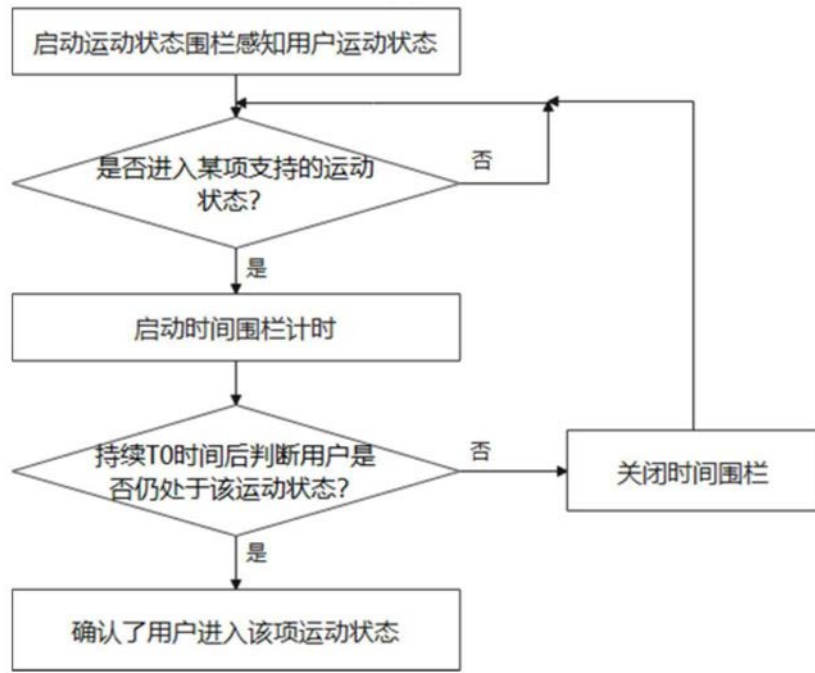 启动运动状态围栏感知用户运动状态
是否进入某项支持的运动
状态?
否
是
启动时间围栏计时
持续T0时间后判断用户是
否仍处于该运动状态?
否
关闭时间围栏
是
确认了用户进入该项运动状态